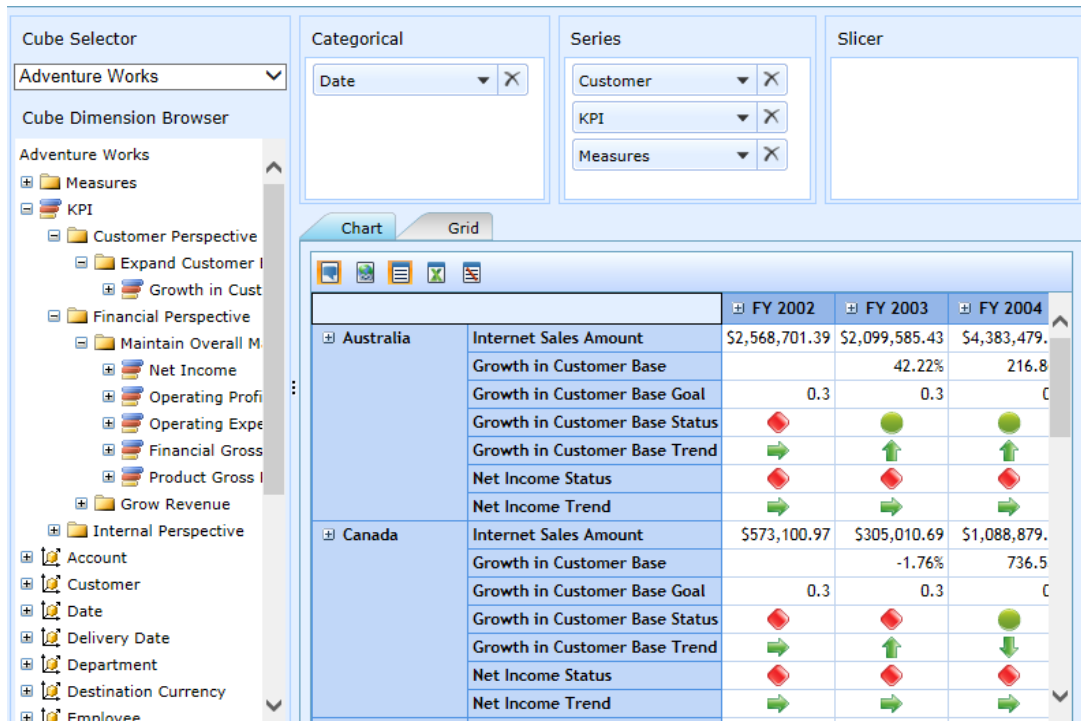 Cube Selector
Adventure Works
Cube Dimension Browser
Adventure Works
Measures
KPI
Customer Perspective
Expand Customer
Growth in Cust
Financial Perspective
Maintain Overall M
Net Income
Operating Profi
Operating Expe
Financial Gross
Product Gross
Grow Revenue
Internal Perspective
Account
Customer
Date
Delivery Date
Department
Destination Currency
Employee
Categorical
Date
Series
Customer
KPI
Measures
Slicer
Chart Grid
FY 2002 FY 2003 FY 2004
Australia Internet Sales Amount $2,568,701.39 $2,099,585.43 $4,383,479.
Growth in Customer Base 42.22% 216.8
Growth in Customer Base Goal 0.3 0.3
Growth in Customer Base Status
Growth in Customer Base Trend
Net Income Status
Net Income Trend
Canada Internet Sales Amount $573,100.97 $305,010.69 $1,088,879.
Growth in Customer Base -1.76% 736.5
Growth in Customer Base Goal 0.3 0.3
Growth in Customer Base Status
Growth in Customer Base Trend
Net Income Status
Net Income Trend